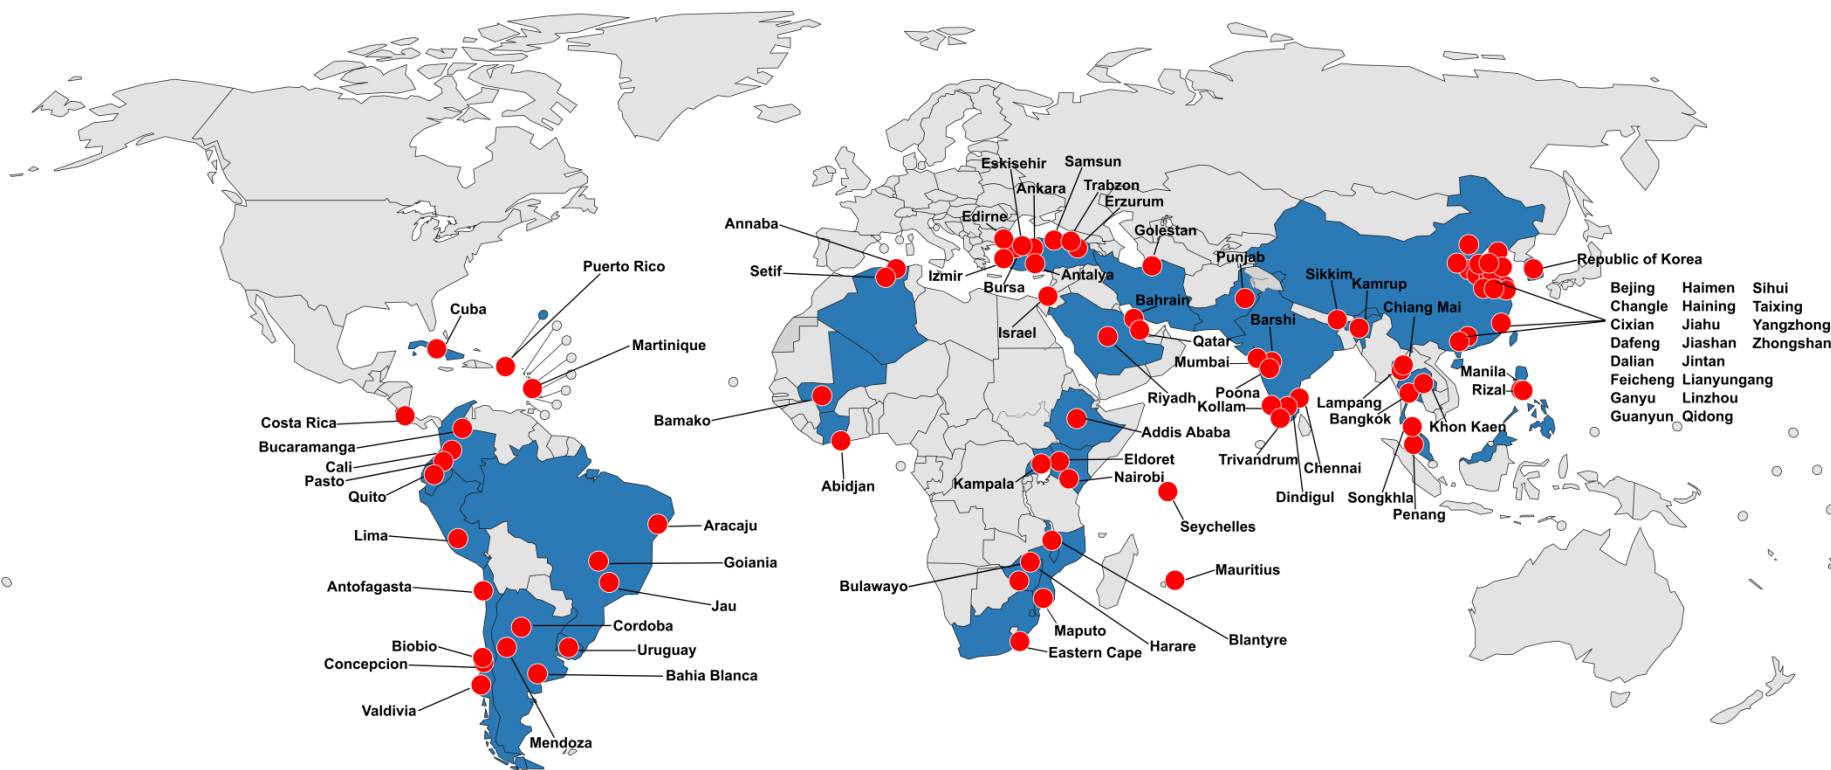 Eskisehir
Samsun
Ankara
Trabzon
Erzurum
Edirne
Annaba
Golestan
Setif
Izmir
Bursa
Antalya
Punjab
Puerto Rico
Sikkim
Kamrup
Republic of Korea
Bejing Haimen Sihui
Changle Haining Taixing
Cixian Jiahu Yangzhong
Dafeng Jiashan Zhongshan
Dalian Jintan
Feicheng Lianyungang
Ganyu Linzhou
Guanyun Qidong
Cuba
Israel
Bahrain
Barshi
Chiang Mai
Qatar
Martinique
Mumbai
Manila
Rizal
Poona
Riyadh
Kollam
Lampang
Bangkok
Khon Kaen
Costa Rica
Bamako
Addis Ababa
Bucaramanga
Cali
Pasto
Quito
Abidjan
Kampala
Eldoret
Nairobi
Trivandrum
Chennai
Dindigul
Songkhla
Penang
Seychelles
Aracaju
Lima
Goiania
Antofagasta
Jau
Bulawayo
Mauritius
Cordoba
Biobio
Concepcion
Uruguay
Maputo
Eastern Cape
Harare
Blantyre
Bahia Blanca
Valdivia
Mendoza